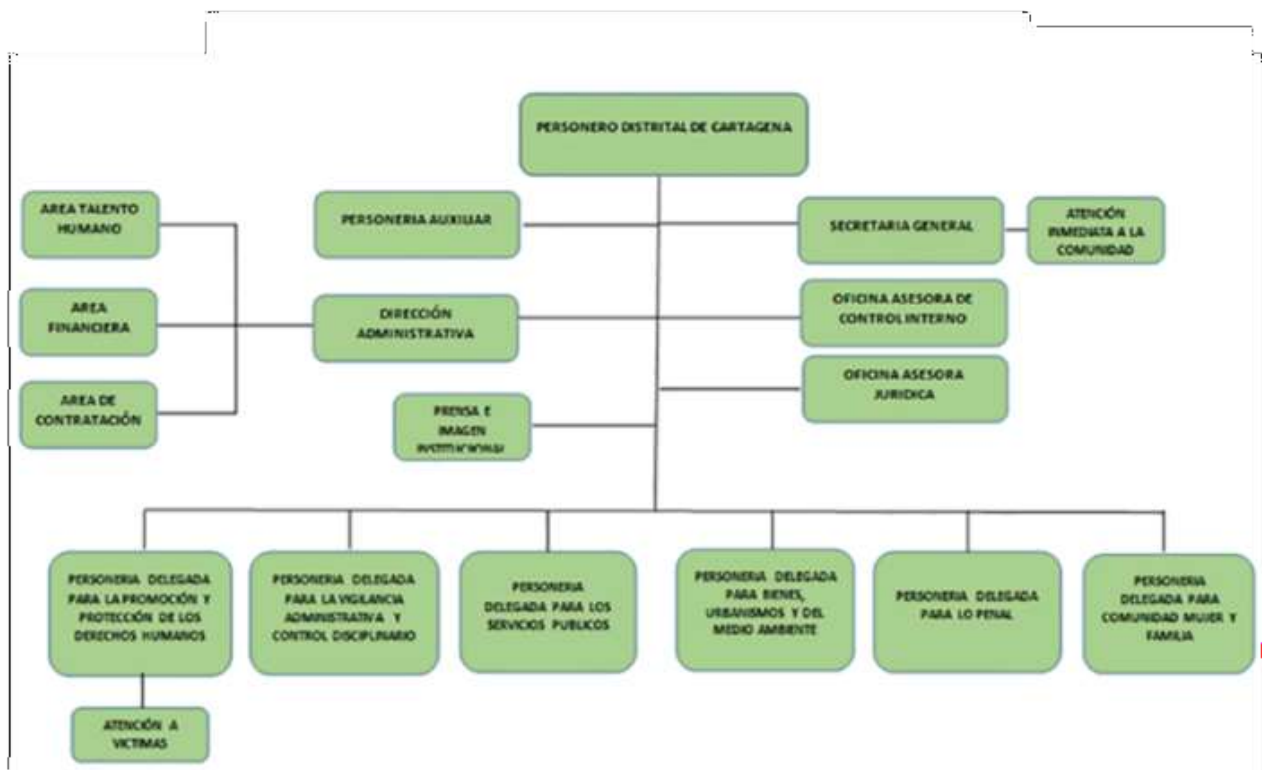 PERSONERO DISTRITAL DE CARTAGENA
AREA TALENTO
HUMANO
PERSONERIA AUXILIAR
SECRETARIA GENERAL
ATENCIÓN
INMEDIATA A LA
COMUNIDAD
AREA
FINANCIERA
DIRECCIÓN
ADMINISTRATIVA
OFICINA ASESORA DE
CONTROL INTERNO
AREA DE
CONTRATACIÓN
PRENSA E
IMAGEN
INSTITUCIONAL
OFICINA ASESORA
JURIDICA
PERSONERIA DELEGADA
PARA LA PROMOCIÓN Y
PROTECCIÓN DE LOS
DERECHOS HUMANOS
PERSONERIA DELEGADA
PARA LA VIGILANCIA
ADMINISTRATIVA Y
CONTROL DISCIPLINARIO
PERSONERIA
DELEGADA PARA LOS
SERVICIOS PUBLICOS
PERSONERIA DELEGADA
PARA BIENES,
URBANISMOS Y DEL
MEDIO AMBIENTE
PERSONERIA DELEGADA
PARA LO PENAL
PERSONERIA
DELEGADA PARA
COMUNIDAD MUJER Y
FAMILIA
ATENCIÓN A
VICTIMAS